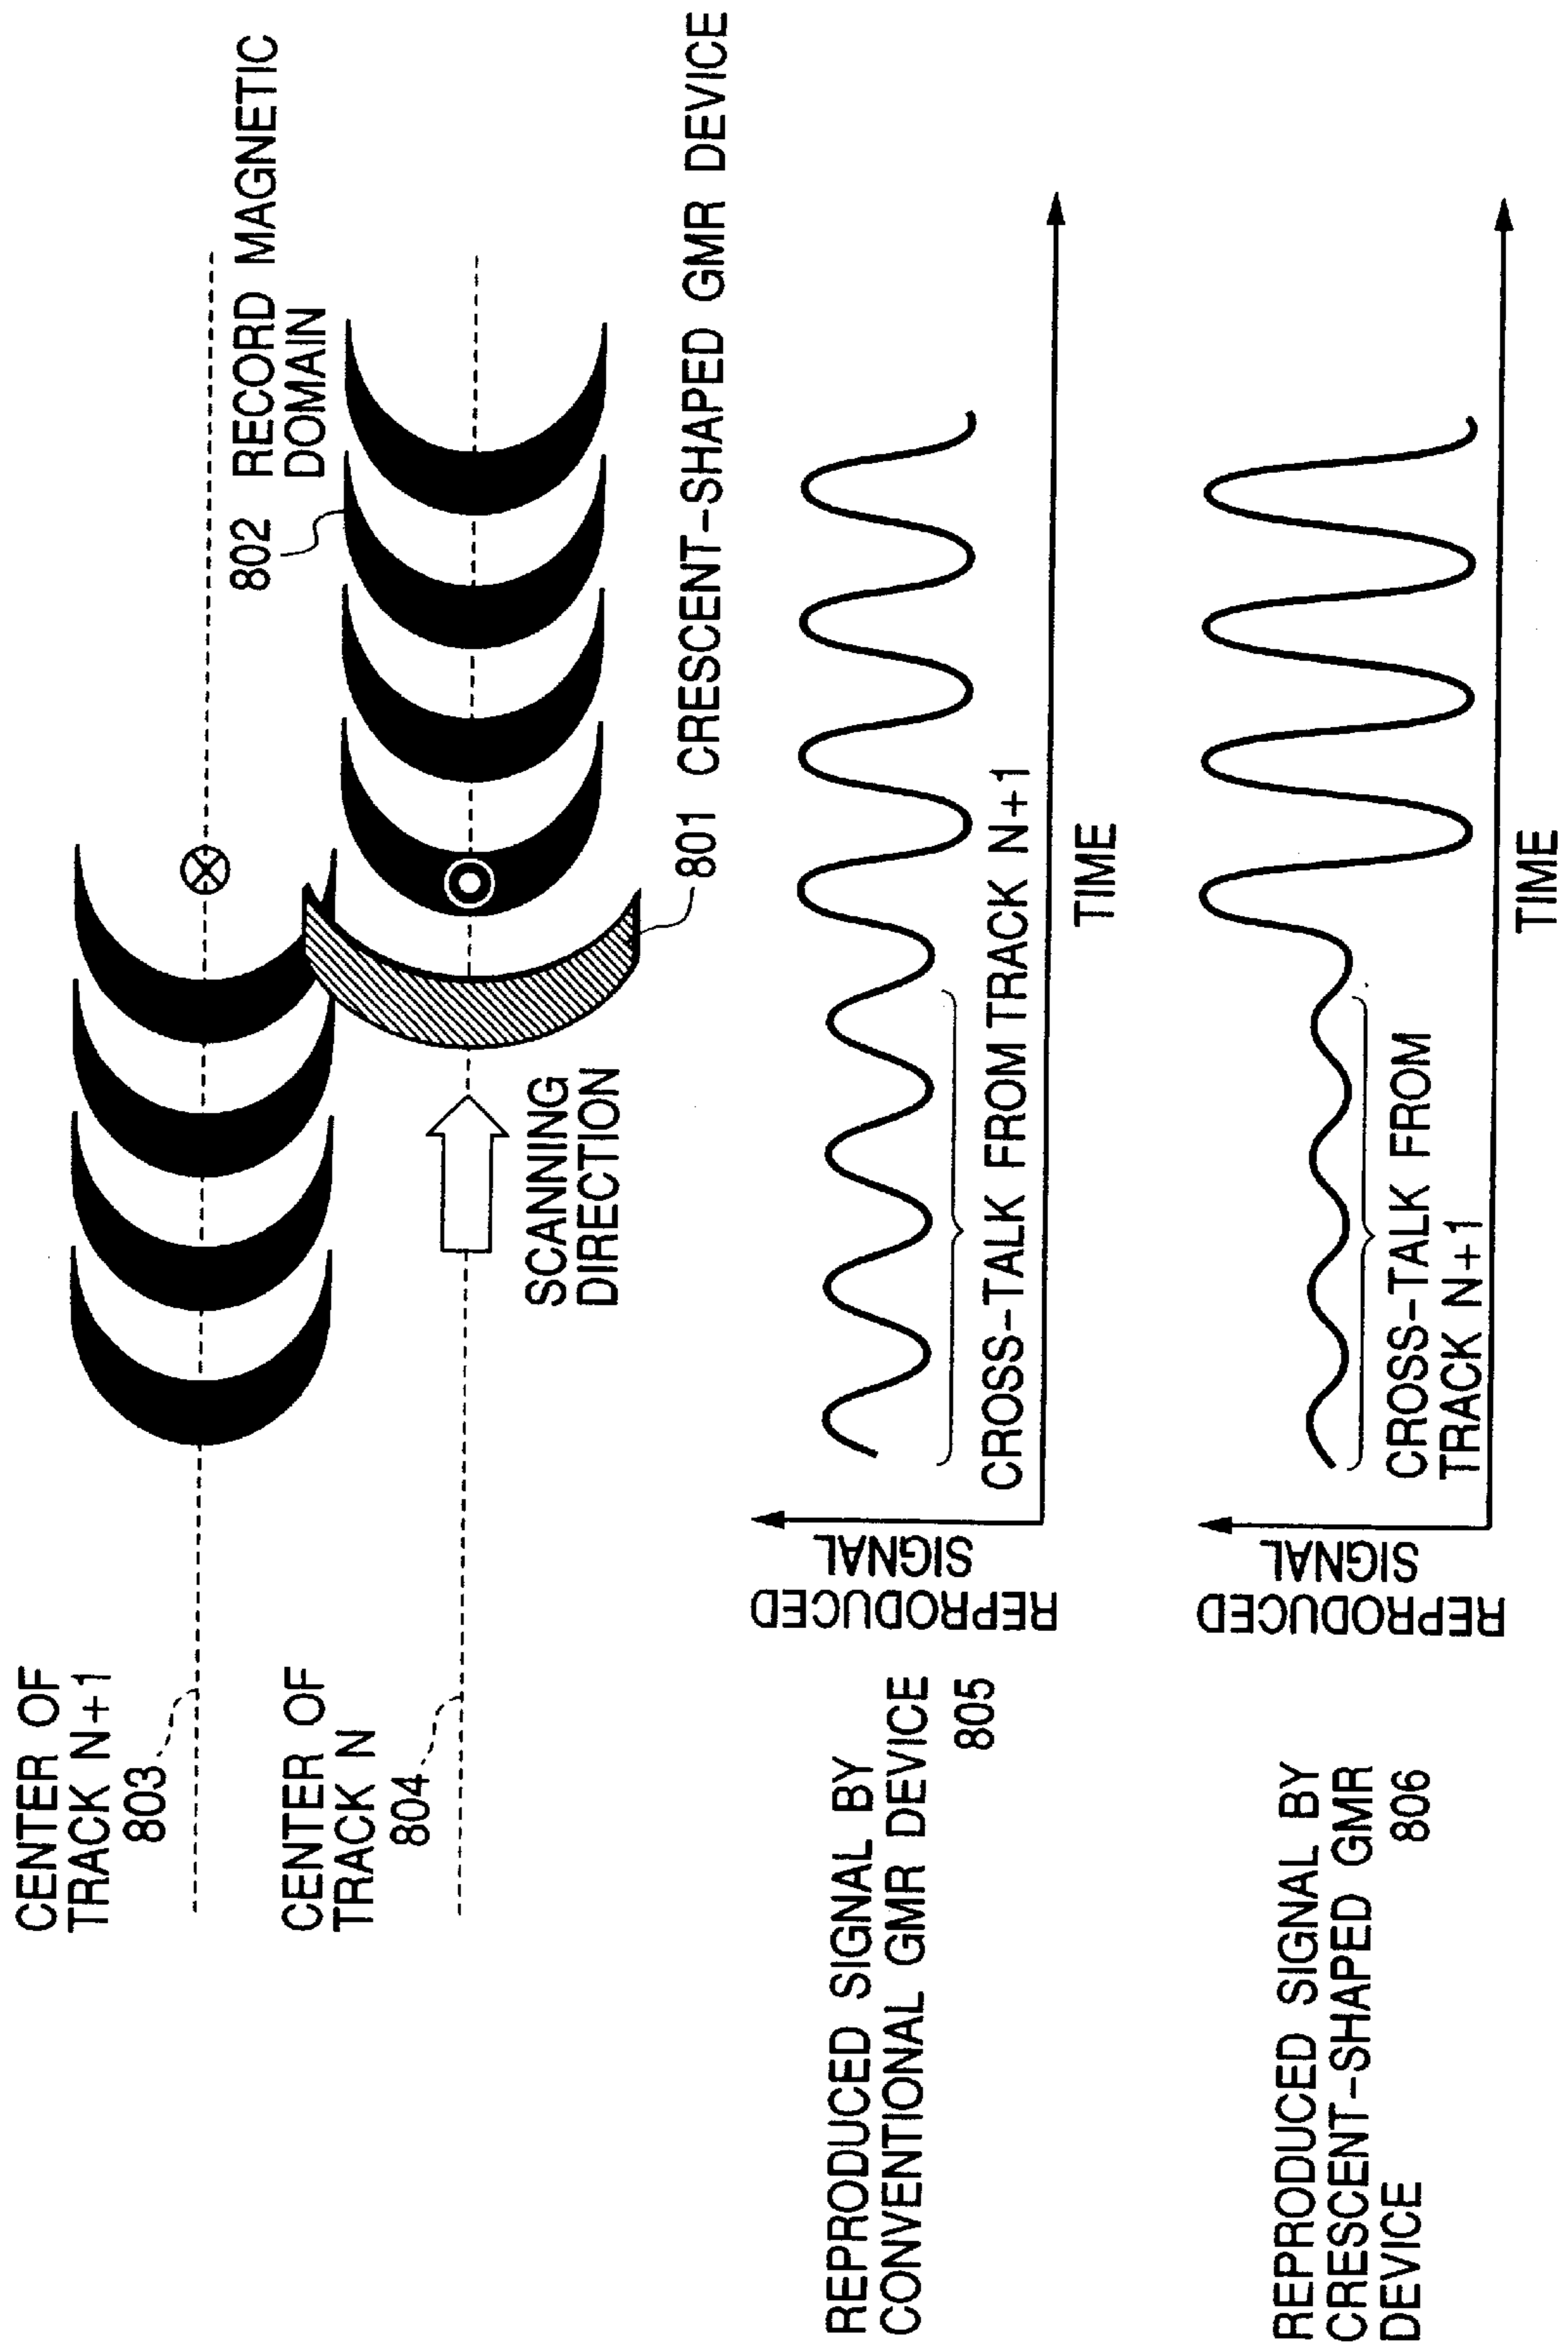 CENTER OF
TRACK N+1
803
CENTER OF
TRACK N
804
802 RECORD MAGNETIC
DOMAIN
SCANNING
DIRECTION
801 CRESCENT-SHAPED GMR DEVICE
REPRODUCED SIGNAL BY
CONVENTIONAL GMR DEVICE
805
REPRODUCED
SIGNAL
CROSS-TALK FROM TRACK N+1
TIME
REPRODUCED SIGNAL BY
CRESCENT-SHAPED GMR
DEVICE
806
REPRODUCED
SIGNAL
CROSS-TALK FROM
TRACK N+1
TIME